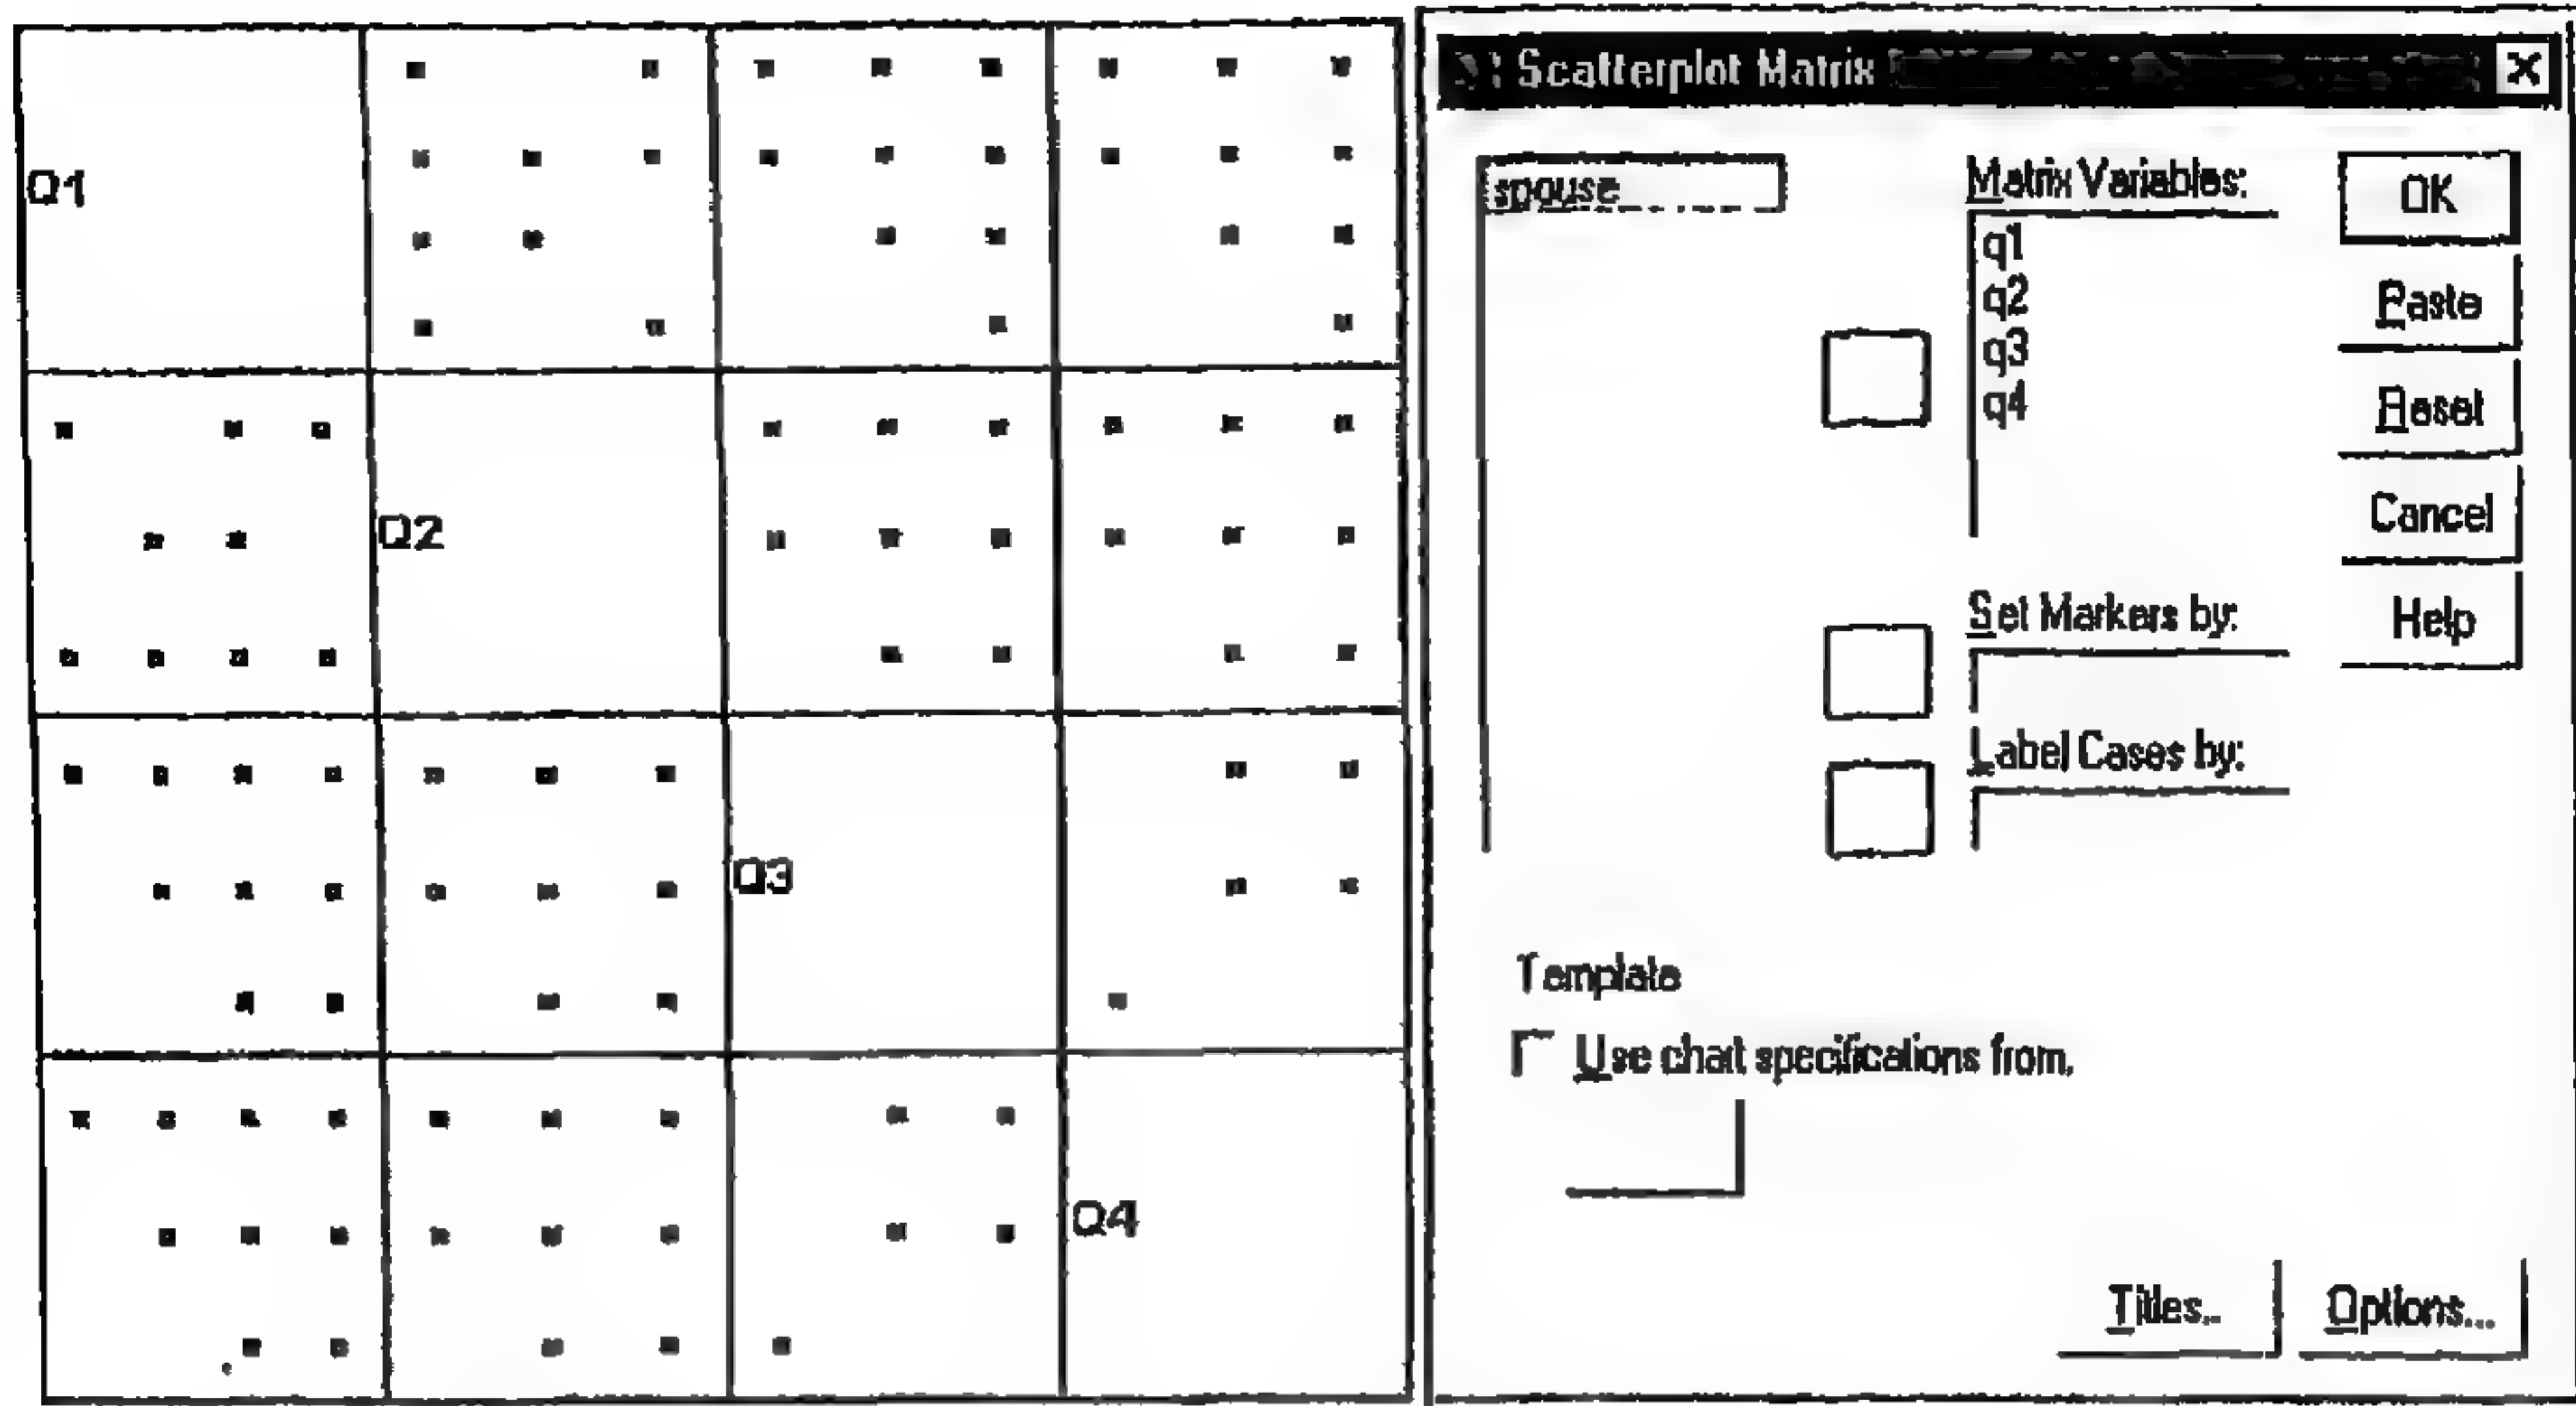 Q1
Q2
Q3
Q4
Scatterplot Matrix
spouse
Matrix Variables:
q1
q2
q3
q4
OK
Paste
Reset
Cancel
Help
Set Markers by:
Label Cases by:
Template
Use chart specifications from.
Titles..
Options...